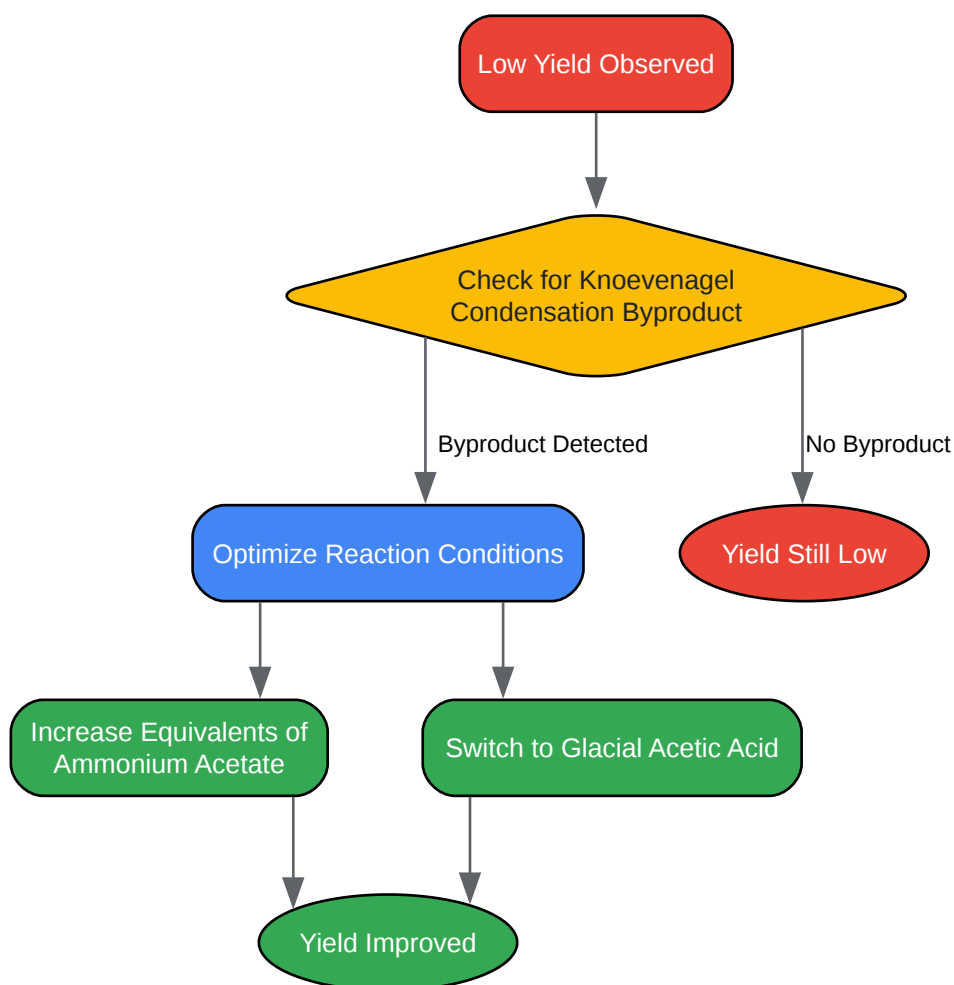 Low Yield Observed
Check for Knoevenagel
Condensation Byproduct
Byproduct Detected
No Byproduct
Optimize Reaction Conditions
Yield Still Low
Increase Equivalents of
Ammonium Acetate
Switch to Glacial Acetic Acid
Yield Improved